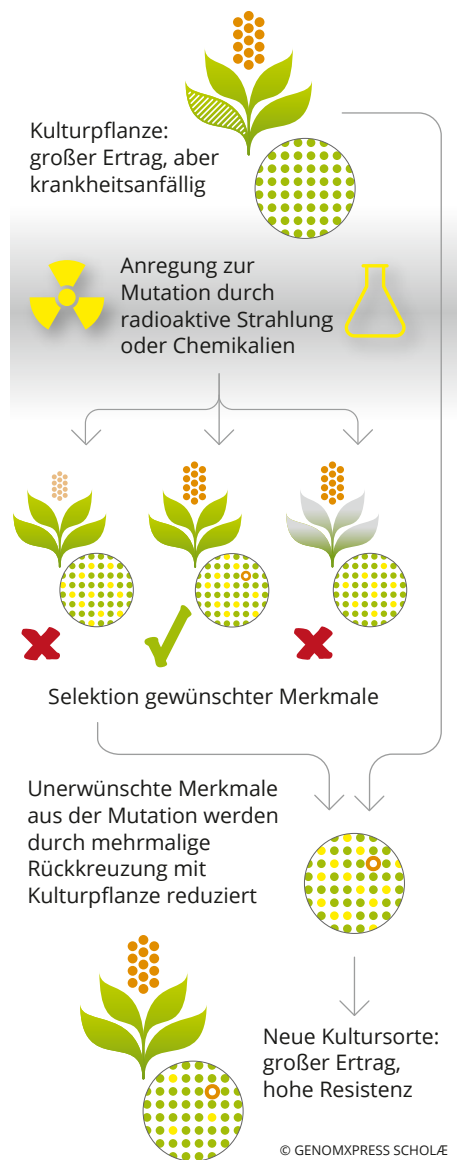 Kulturpflanze:
großer Ertrag, aber
krankheitsanfällig
Anregung zur
Mutation durch
radioaktive Strahlung
oder Chemikalien
Selektion gewünschter Merkmale
Unerwünschte Merkmale
aus der Mutation werden
durch mehrmalige
Rückkreuzung mit
Kulturpflanze reduziert
Neue Kultursorte:
großer Ertrag,
hohe Resistenz
© GENOMXPRESS SCHOLÆ